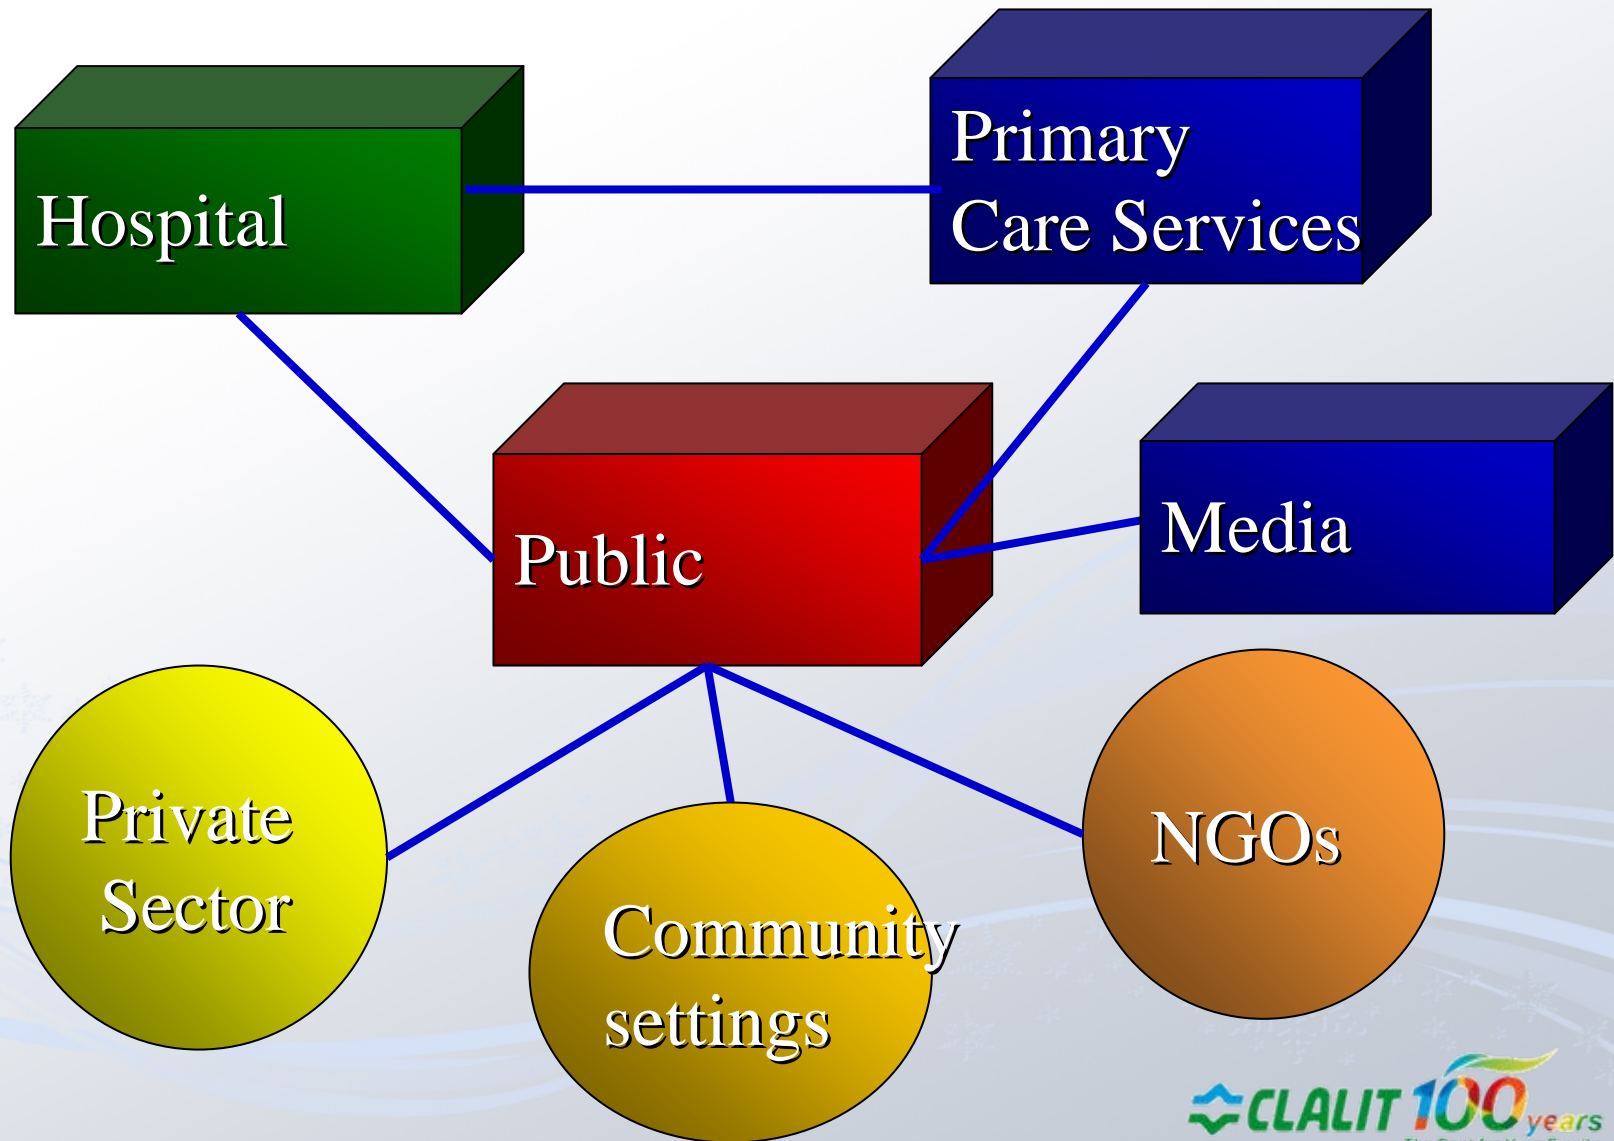 Primary
Care Services
Hospital
Media
Public
Private
Sector
NGOs
Community
settings
CLALIT 100 years